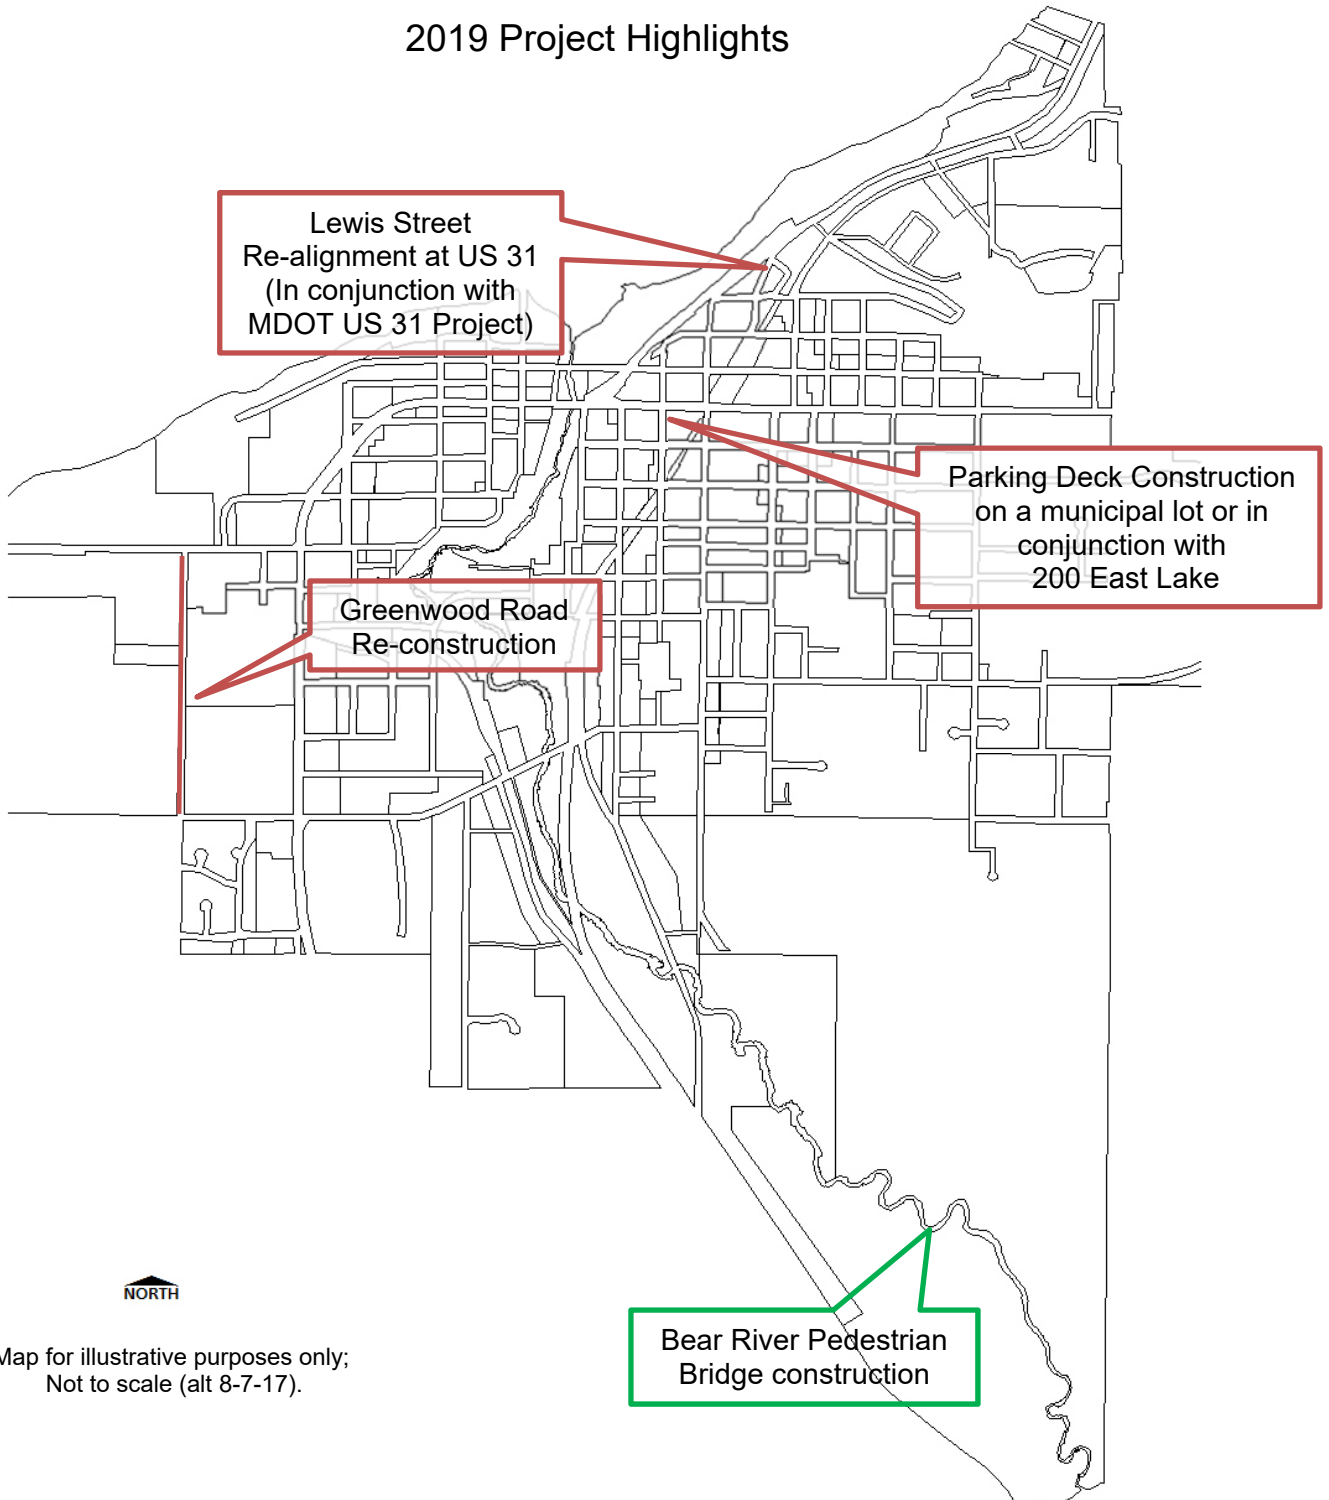 2019 Project Highlights
Lewis Street
Re-alignment at US 31
(In conjunction with
MDOT US 31 Project)
Parking Deck Construction
on a municipal lot or in
conjunction with
200 East Lake
Greenwood Road
Re-construction
Bear River Pedestrian
Bridge construction
NORTH
Map for illustrative purposes only;
Not to scale (alt 8-7-17).